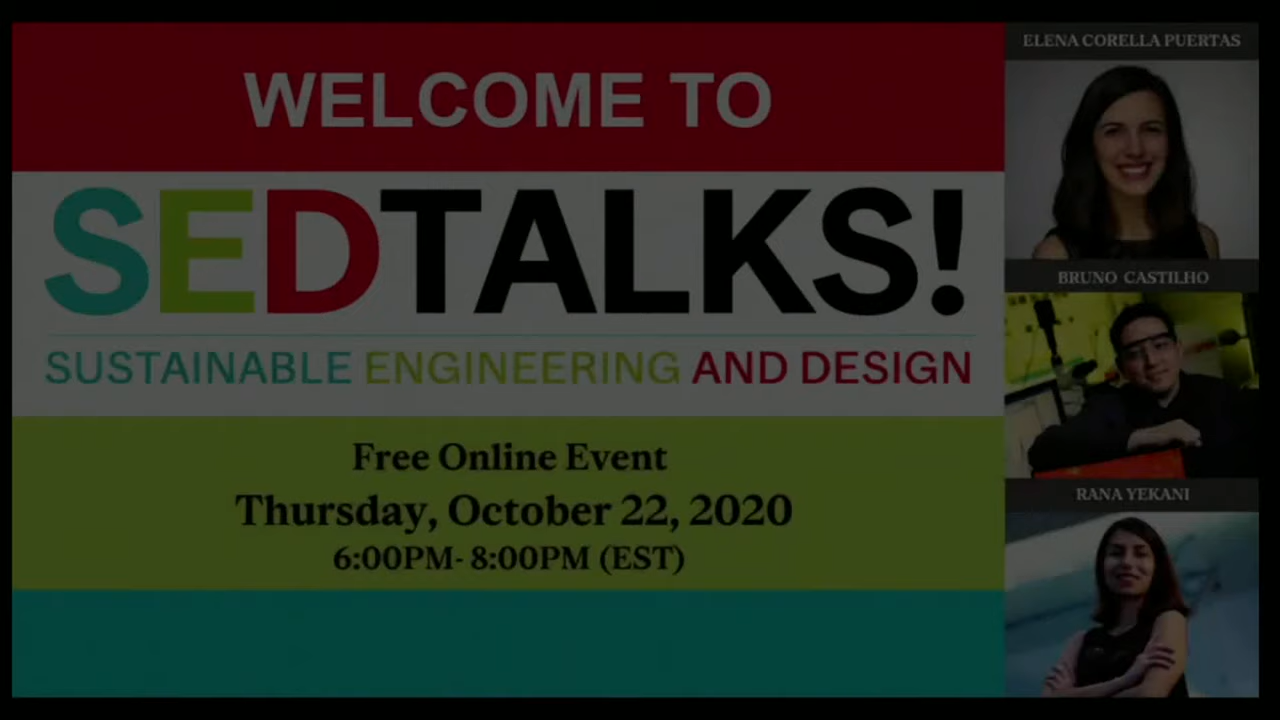 WELCOME TO
SEDTALKS!
SUSTAINABLE ENGINEERING AND DESIGN
Free Online Event
Thursday, October 22, 2020
6:00PM- 8:00PM (EST)
ELENA CORELLA PUERTAS
BRUNO CASTILHO
RANA YEKANI